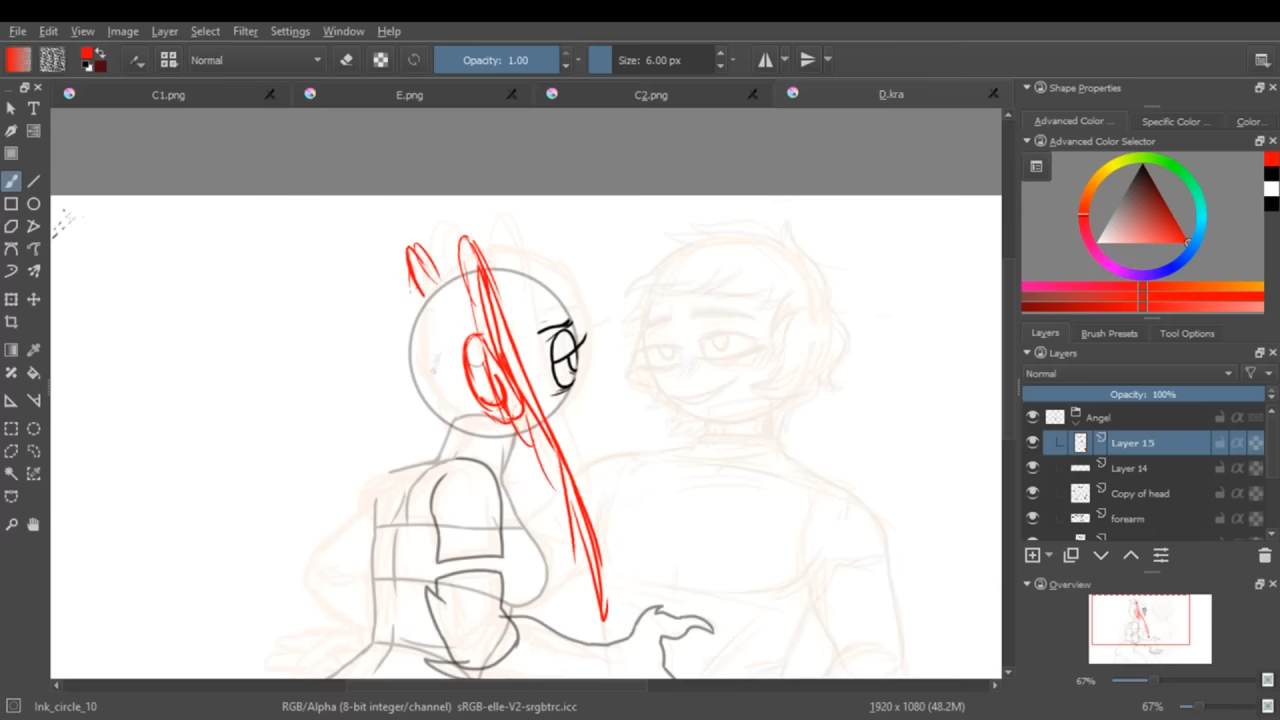 File Edit View Image Layer Select Filter Settings Window Help
Normal Opacity: 1.00 Size: 6.00 px
C1.png E.png C2.png D.kra
Shape Properties
Advanced Color ... Specific Color ... Color...
Advanced Color Selector
Layers Brush Presets Tool Options
Layers
Normal
Opacity: 100%
Angel
Layer 15
Layer 14
Copy of head
forearm
Overview
67%
Ink_circle_10 RGB/Alpha (8-bit integer/channel) sRGB-elle-V2-srgbtrc.icc 1920 x 1080 (48.2M) 67%